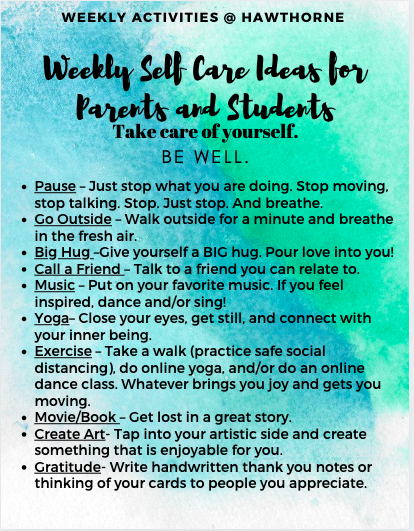 WEEKLY ACTIVITIES @ HAWTHORNE
Weekly Self Care Ideas for
Parents and Students
Take care of yourself.
BE WELL.
• Pause – Just stop what you are doing. Stop moving,
stop talking. Stop. Just stop. And breathe.
• Go Outside – Walk outside for a minute and breathe
in the fresh air.
• Big Hug –Give yourself a BIG hug. Pour love into you!
• Call a Friend – Talk to a friend you can relate to.
• Music – Put on your favorite music. If you feel
inspired, dance and/or sing!
• Yoga– Close your eyes, get still, and connect with
your inner being.
• Exercise – Take a walk (practice safe social
distancing), do online yoga, and/or do an online
dance class. Whatever brings you joy and gets you
moving.
• Movie/Book – Get lost in a great story.
• Create Art- Tap into your artistic side and create
something that is enjoyable for you.
• Gratitude- Write handwritten thank you notes or
thinking of your cards to people you appreciate.